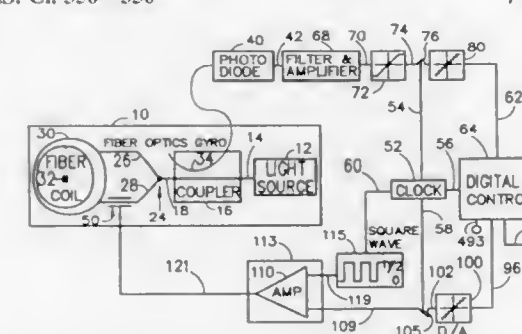 40
42
68
70
74
76
80
PHOTO
DIODE
FILTER &
AMPLIFIER
72
10
54
62
30
FIBER OPTICS GYRO
26
34
14
12
64
FIBER
COIL
32
LIGHT
SOURCE
52
60
56
CLOCK
DIGITAL
CONTRO
28
18
COUPLER
50
24
16
58
493
SQUARE
WAVE
113
115
96
100
102
121
110
AMP
119
109
105
D/A